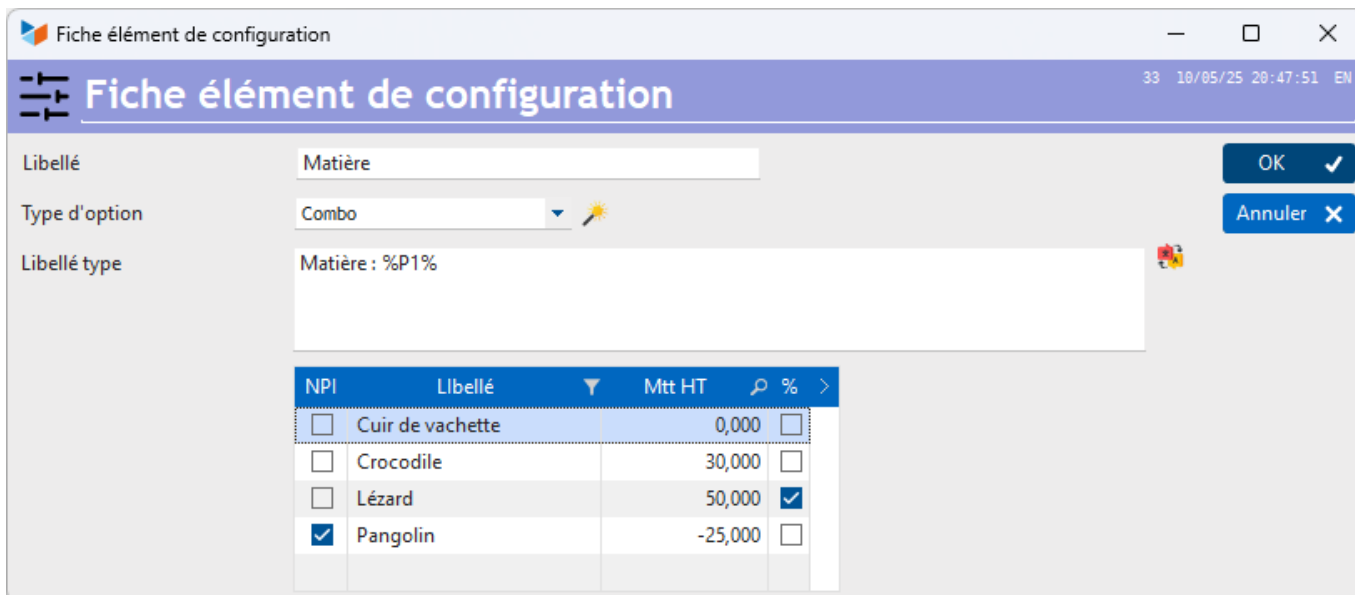 Fiche élément de configuration
Fiche élément de configuration
33 10/05/25 20:47:51 EN
Libellé Matière OK
Type d'option Combo Annuler
Libellé type Matière : %P1%
NPI LIbellé Mtt HT %
Cuir de vachette 0,000
Crocodile 30,000
Lézard 50,000
Pangolin -25,000